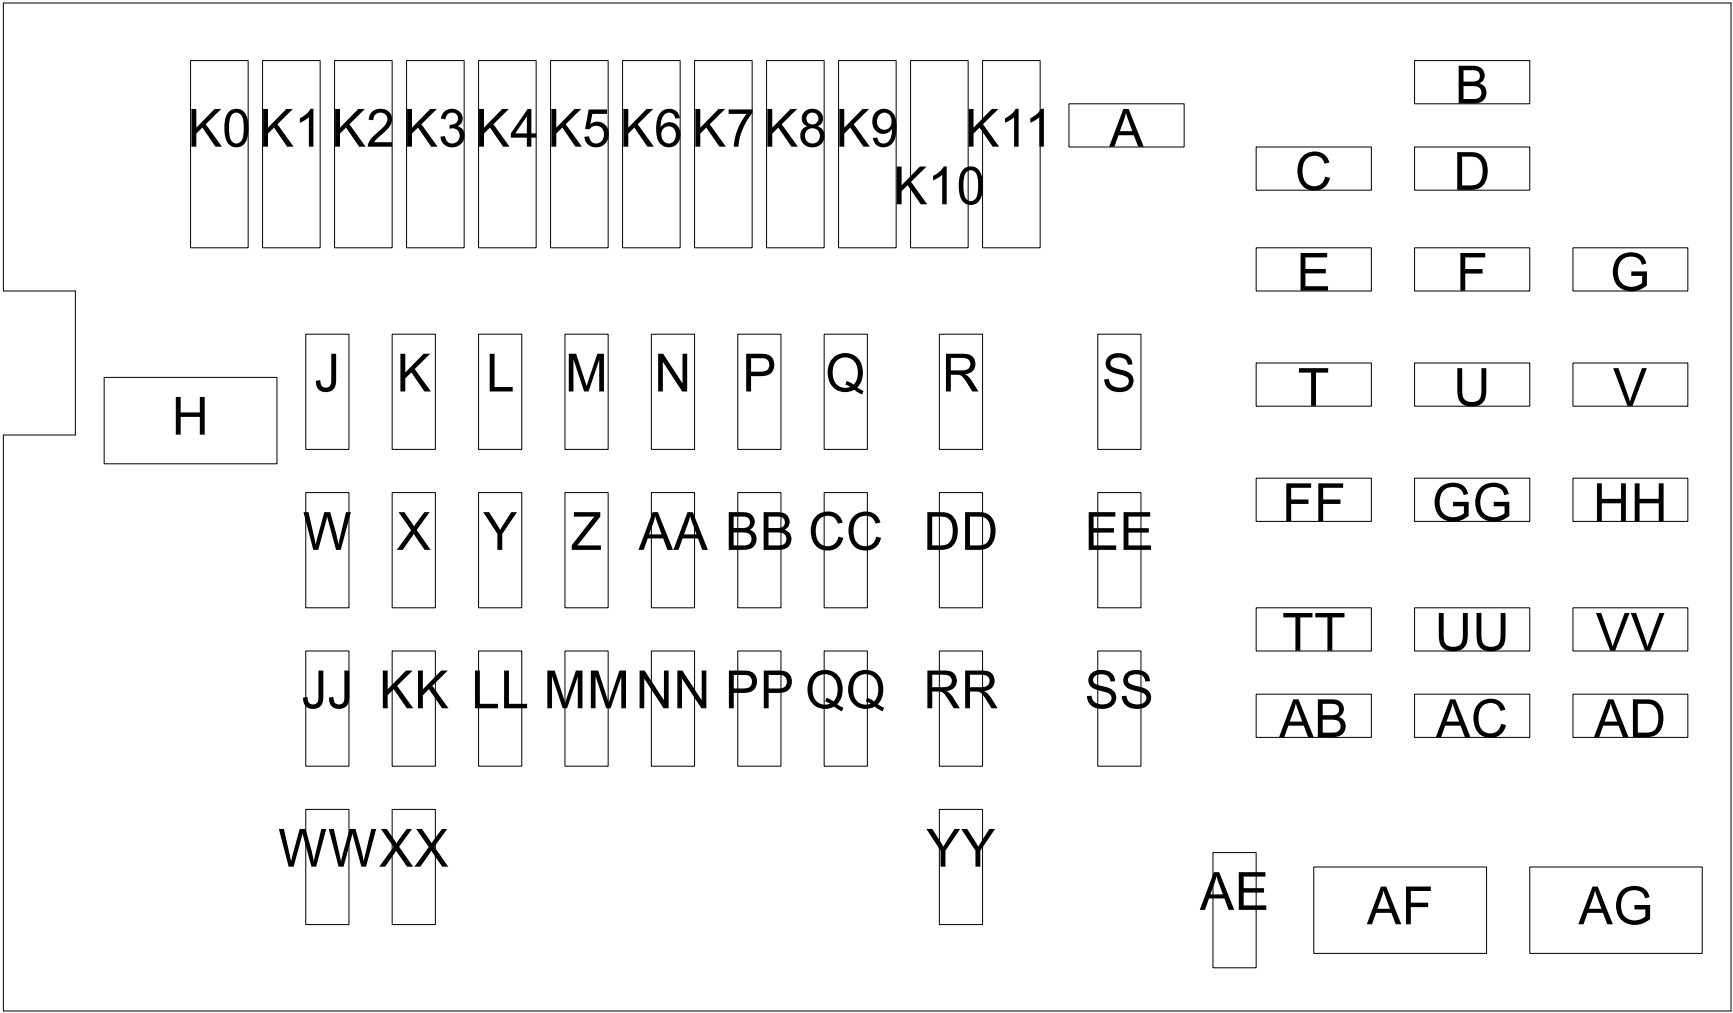 B
K0 K1 K2 K3 K4 K5 K6 K7 K8 K9 K11 A
C D
K10
E F G
J K L M N P Q R S T U V
H
FF GG HH
W X Y Z AA BB CC DD EE
TT UU VV
JJ KK LL MM NN PP QQ RR SS
AB AC AD
WW XX YY
AE AF AG